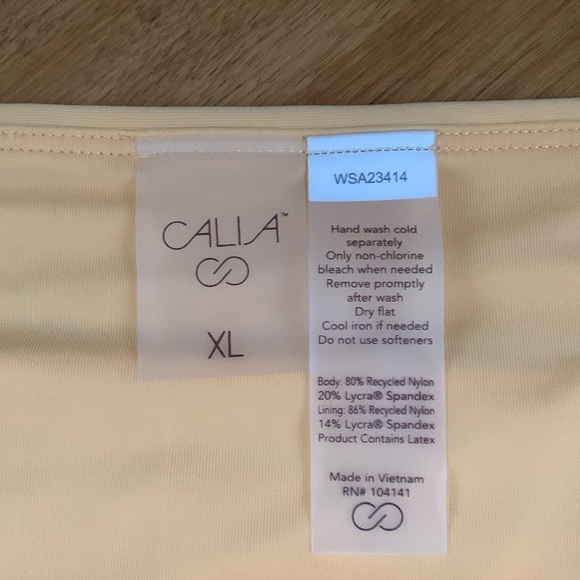 CALIA™
XL
WSA23414
Hand wash cold
separately
Only non-chlorine
bleach when needed
Remove promptly
after wash
Dry flat
Cool iron if needed
Do not use softeners
Body: 80% Recycled Nylon
20% Lycra® Spandex
Lining: 86% Recycled Nylon
14% Lycra® Spandex
Product Contains Latex
Made in Vietnam
RN# 104141